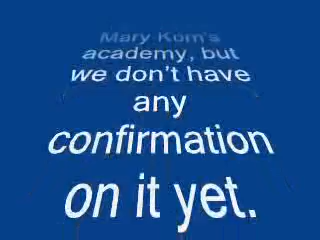 Mary Kom's
academy, but
we don't have
any
confirmation
on it yet.